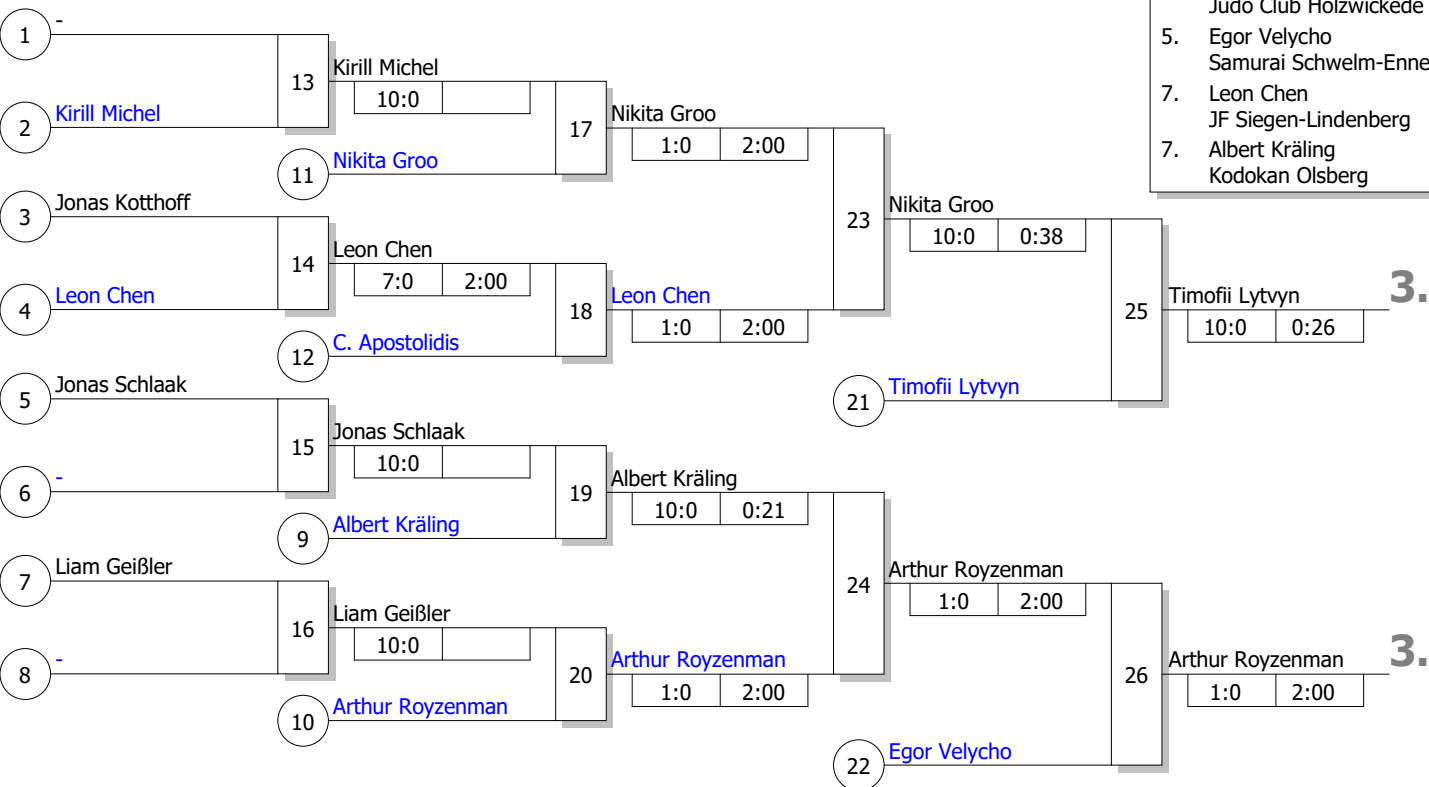 1
-
13
Kirill Michel
10:0
2
Kirill Michel
11
Nikita Groo
17
Nikita Groo
1:0 2:00
3
Jonas Kotthoff
14
Leon Chen
7:0 2:00
4
Leon Chen
12
C. Apostolidis
18
Leon Chen
1:0 2:00
23
Nikita Groo
10:0 0:38
5
Jonas Schlaak
15
Jonas Schlaak
10:0
6
-
9
Albert Kräling
19
Albert Kräling
10:0 0:21
7
Liam Geißler
16
Liam Geißler
10:0
8
-
10
Arthur Royzenman
20
Arthur Royzenman
1:0 2:00
24
Arthur Royzenman
1:0 2:00
21
Timofii Lytvyn
25
Timofii Lytvyn
10:0 0:26
3.
22
Egor Velycho
26
Arthur Royzenman
1:0 2:00
3.
Judo Club Holzwickede
5. Egor Velycho
Samurai Schwelm-Enne
7. Leon Chen
JF Siegen-Lindenberg
7. Albert Kräling
Kodokan Olsberg